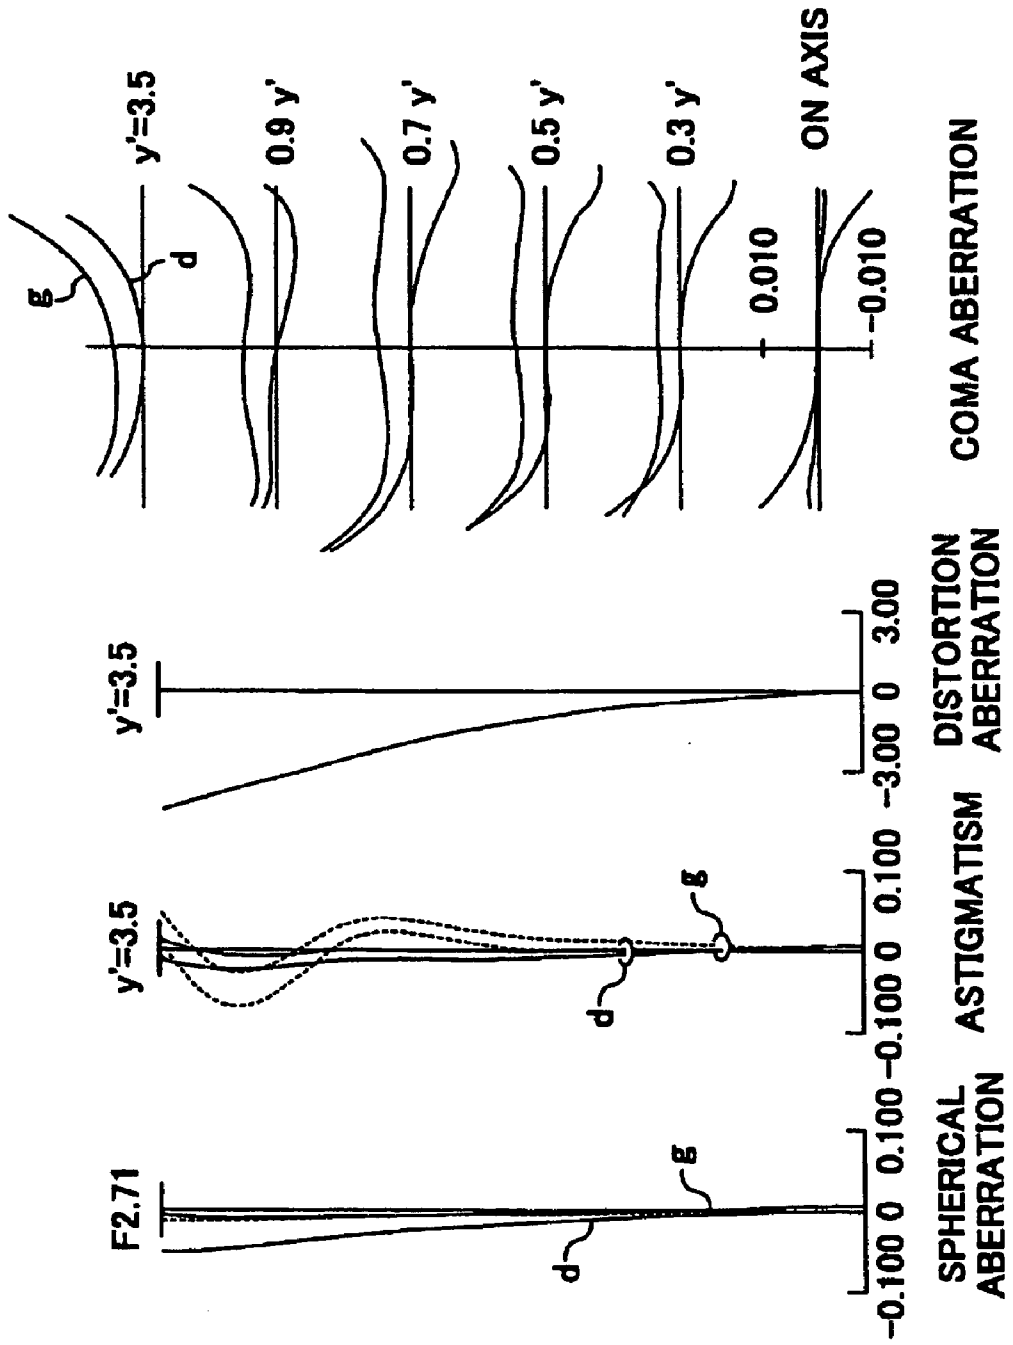 F2.71
g
d
-0.100 0 0.100
SPHERICAL
ABERRATION
y'=3.5
g
d
-0.100 0 0.100
ASTIGMATISM
y'=3.5
-3.00 0 3.00
DISTORTION
ABERRATION
y'=3.5
g
d
0.9 y'
0.7 y'
0.5 y'
0.3 y'
ON AXIS
0.010
-0.010
COMA ABERRATION